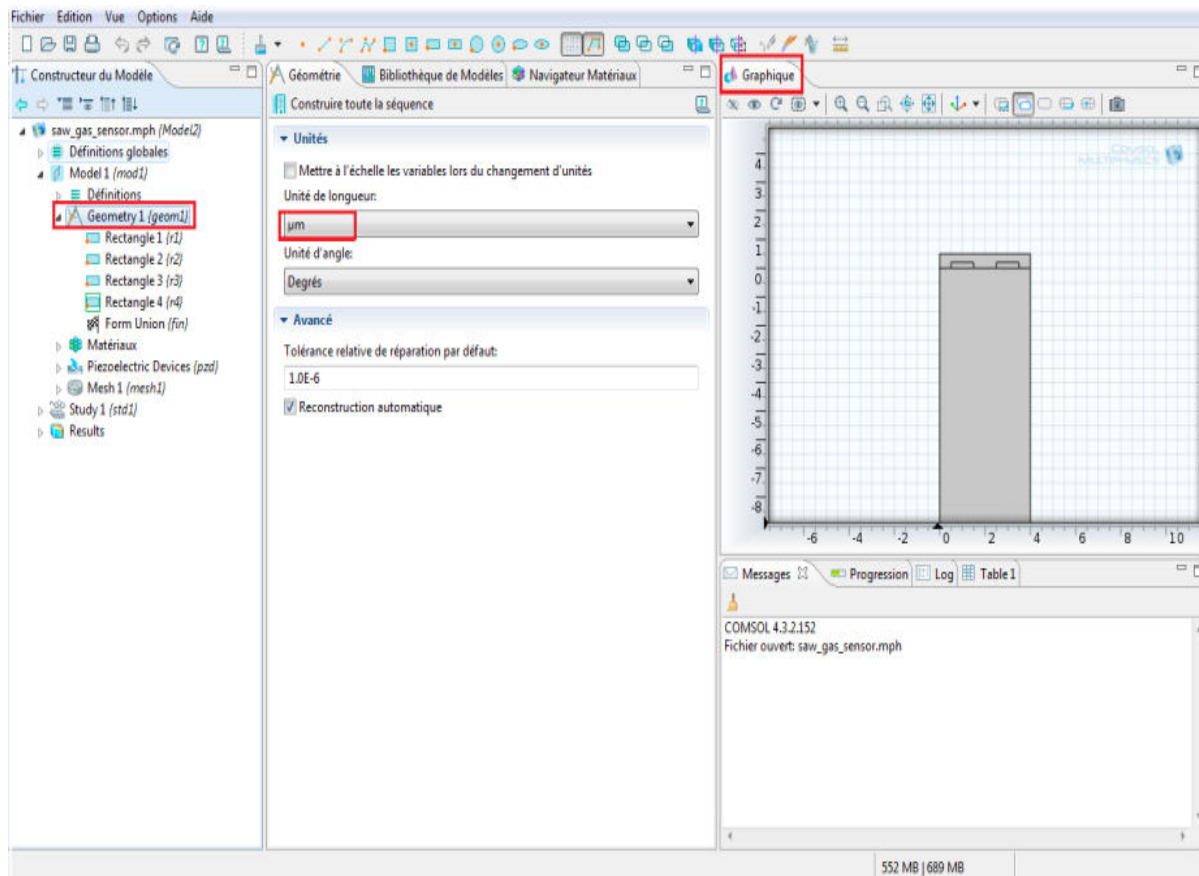 Fichier Edition Vue Options Aide
Constructeur du Modèle
saw_gas_sensor.mph (Model2)
Définitions globales
Model 1 (mod1)
Définitions
Geometry 1 (geom1)
Rectangle 1 (r1)
Rectangle 2 (r2)
Rectangle 3 (r3)
Rectangle 4 (r4)
Form Union (fin)
Matériaux
Piezoelectric Devices (pzd)
Mesh 1 (mesh1)
Study 1 (std1)
Results
Géométrie Bibliothèque de Modèles Navigateur Matériaux
Construire toute la séquence
Unités
Mettre à l'échelle les variables lors du changement d'unités
Unité de longueur:
µm
Unité d'angle:
Degrés
Avancé
Tolérance relative de réparation par défaut:
1.0E-6
Reconstruction automatique
Graphique
COMSOL
MULTIPHYSICS
4
3
2
1
0
-1
-2
-3
-4
-5
-6
-7
-8
-6 -4 -2 0 2 4 6 8 10
Messages Progression Log Table 1
COMSOL 4.3.2.152
Fichier ouvert: saw_gas_sensor.mph
552 MB | 689 MB